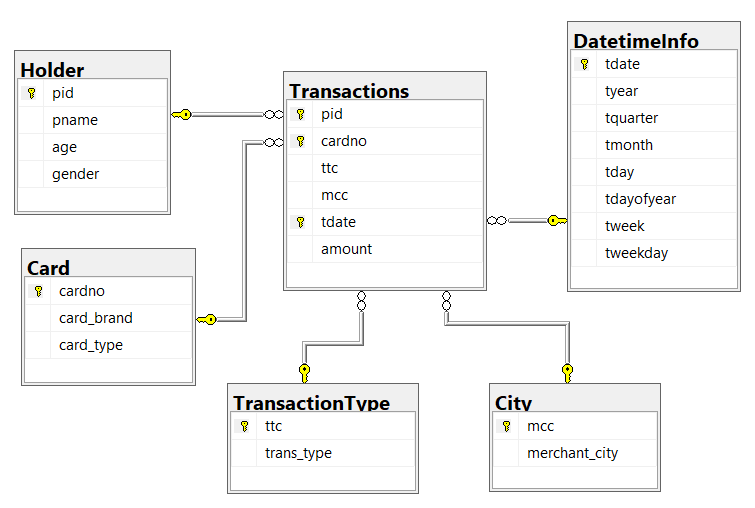 Holder
pid
pname
age
gender
Transactions
pid
cardno
ttc
mcc
tdate
amount
DatetimeInfo
tdate
tyear
tquarter
tmonth
tday
tdayofyear
tweek
tweekday
Card
cardno
card_brand
card_type
TransactionType
ttc
trans_type
City
mcc
merchant_city